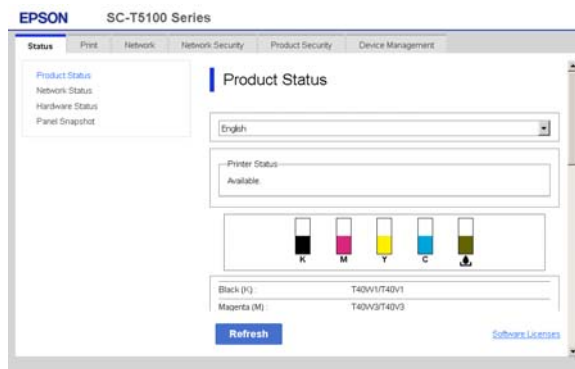 EPSON SC-T5100 Series
Status Print Network Network Security Product Security Device Management
Product Status
Network Status
Hardware Status
Panel Snapshot
Product Status
English
Printer Status
Available.
K M Y C
Black (K) : T40W1/T40V1
Magenta (M) : T40W3/T40V3
Refresh
Software Licenses